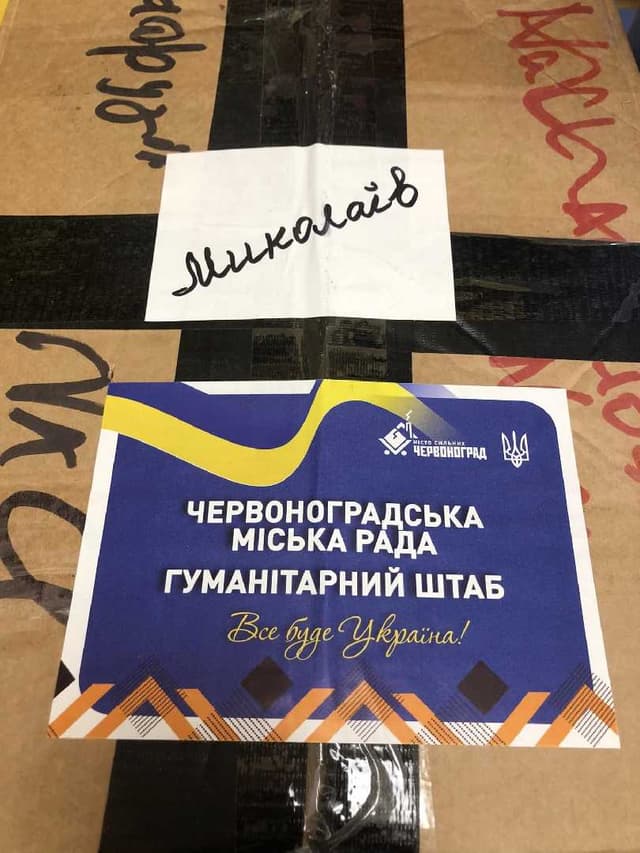 Миколаїв
МІСТО СИЛЬНИХ
ЧЕРВОНОГРАД
ЧЕРВОНОГРАДСЬКА
МІСЬКА РАДА
ГУМАНІТАРНИЙ ШТАБ
Все буде Україна!